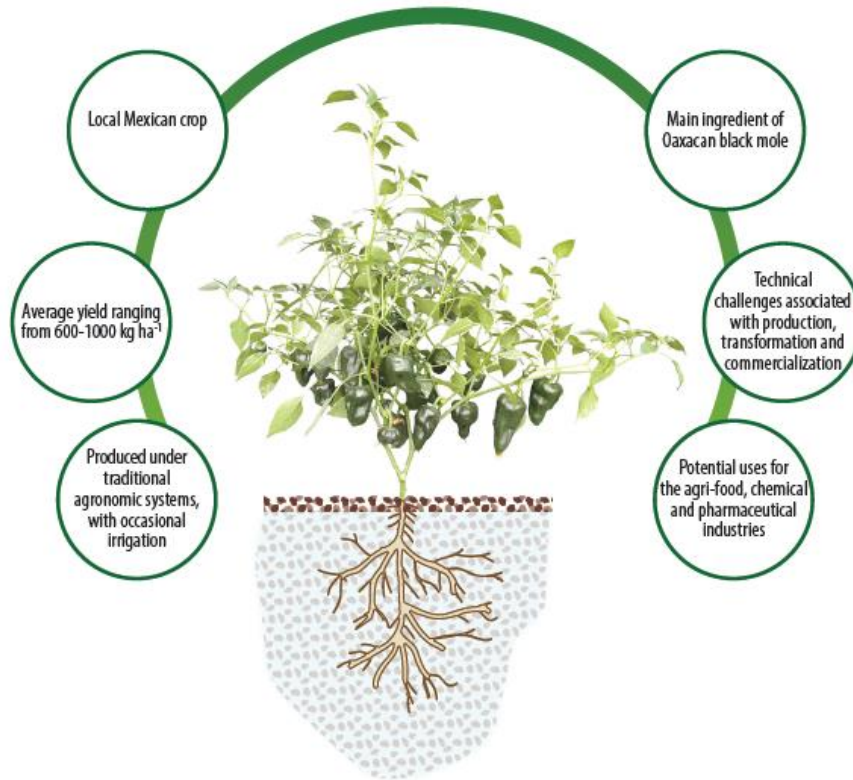 Local Mexican crop
Average yield ranging
from 600-1000 kg ha⁻¹
Produced under
traditional
agronomic systems,
with occasional
irrigation
Main ingredient of
Oaxacan black mole
Technical
challenges associated
with production,
transformation and
commercialization
Potential uses for
the agri-food, chemical
and pharmaceutical
industries